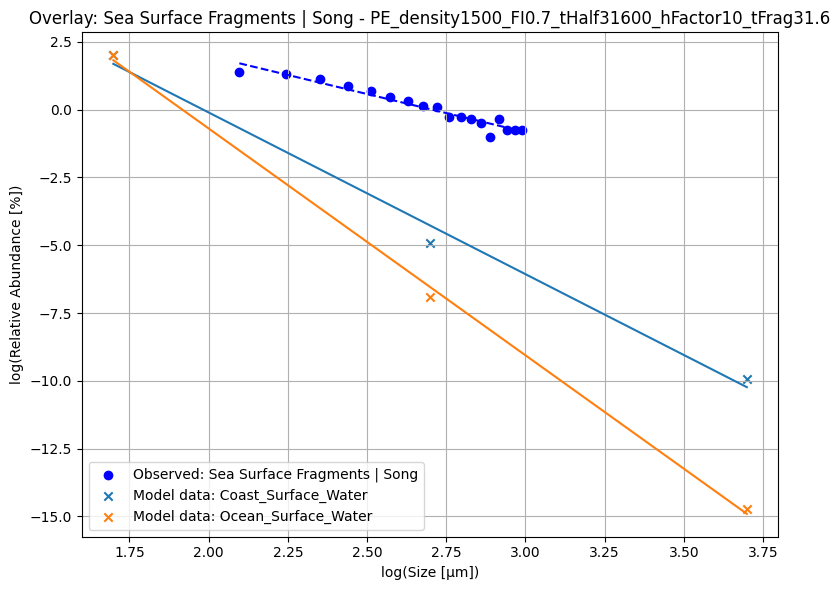 Overlay: Sea Surface Fragments | Song - PE_density1500_FI0.7_tHalf31600_hFactor10_tFrag31.6
log(Relative Abundance [%])
2.5
0.0
−2.5
−5.0
−7.5
−10.0
−12.5
−15.0
Observed: Sea Surface Fragments | Song
Model data: Coast_Surface_Water
Model data: Ocean_Surface_Water
1.75
2.00
2.25
2.50
2.75
3.00
3.25
3.50
3.75
log(Size [µm])